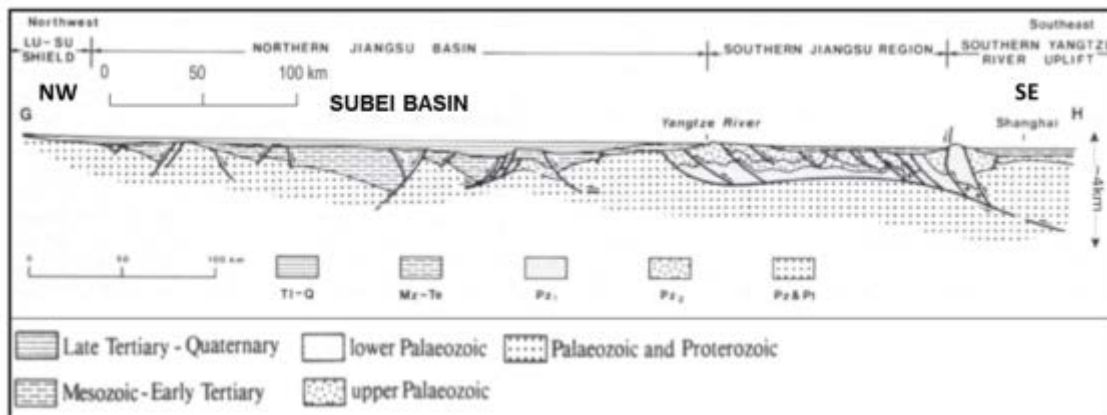 Northwest
Southeast
LU-SU SHIELD
NORTHERN JIANGSU BASIN
SOUTHERN JIANGSU REGION
SOUTHERN YANGTZE RIVER UPLIFT
0 50 100 km
NW
SUBEI BASIN
SE
G
Yangtze River
Shanghai
H
~4km
0 50 100 km
Tl-Q
Mz-Te
Pz₁
Pz₂
Pz&Pt
Late Tertiary - Quaternary
lower Palaeozoic
Palaeozoic and Proterozoic
Mesozoic-Early Tertiary
upper Palaeozoic